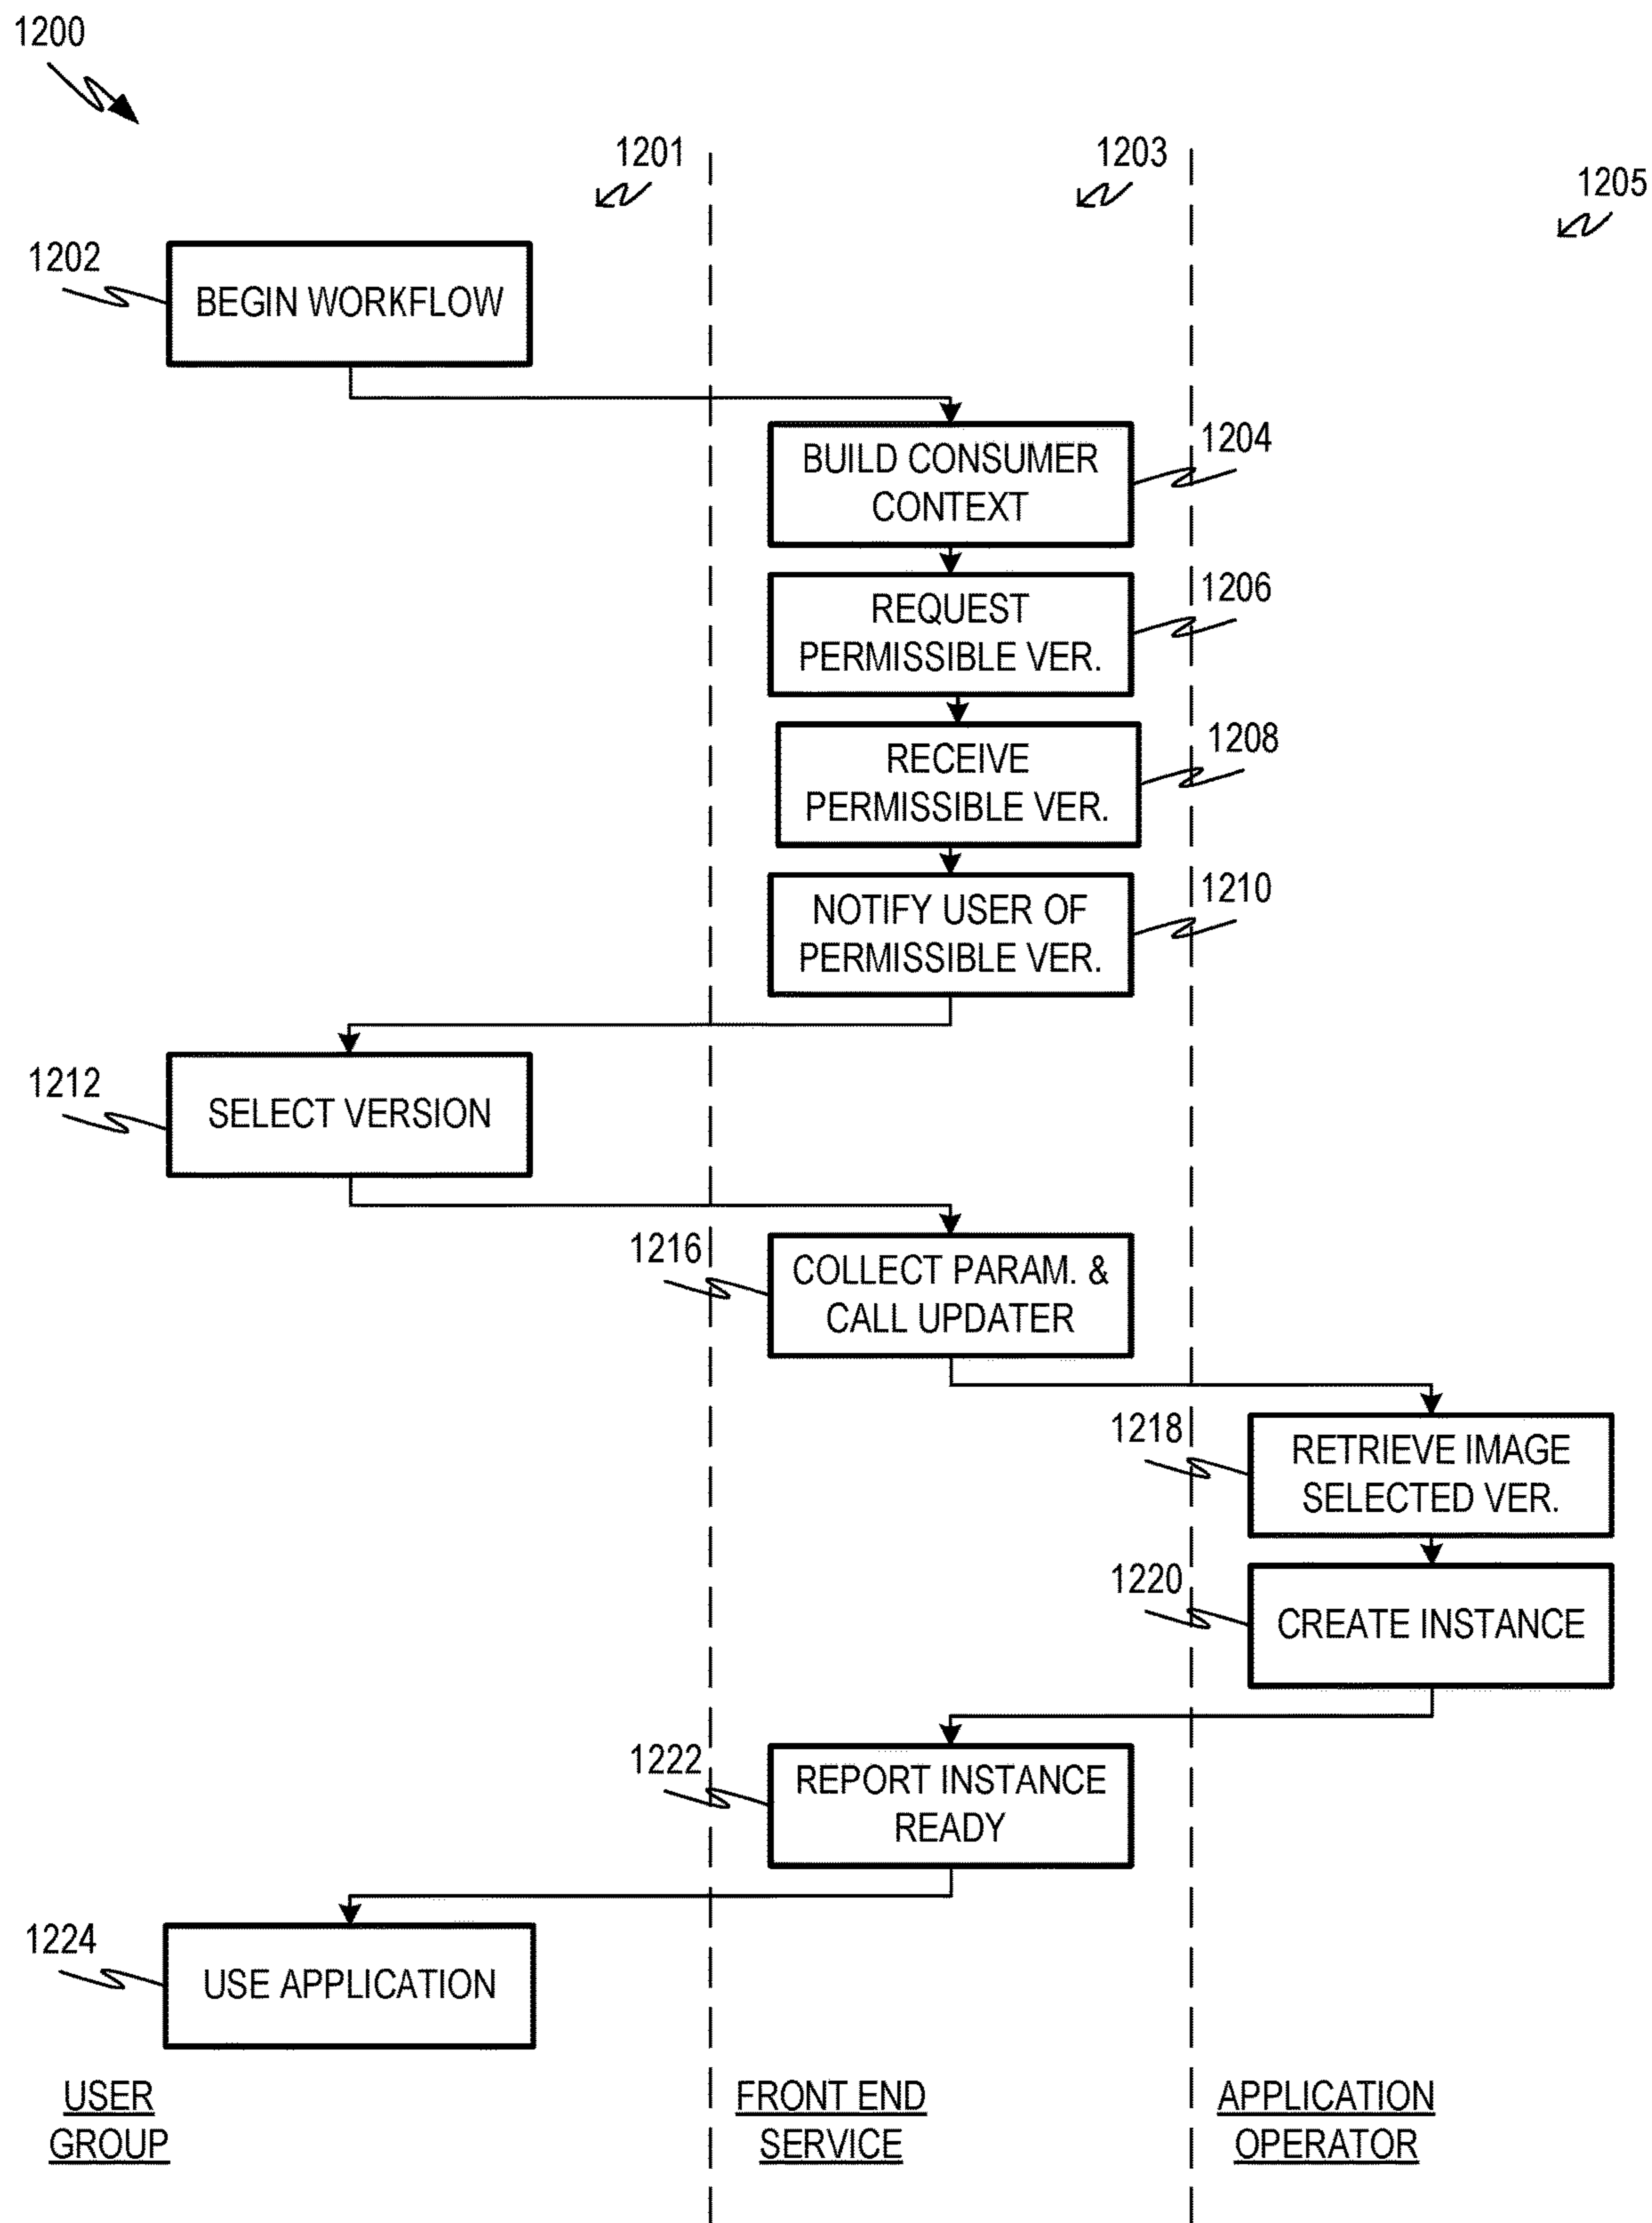 1200
1201
1203
1205
1202
BEGIN WORKFLOW
1204
BUILD CONSUMER
CONTEXT
1206
REQUEST
PERMISSIBLE VER.
1208
RECEIVE
PERMISSIBLE VER.
1210
NOTIFY USER OF
PERMISSIBLE VER.
1212
SELECT VERSION
1216
COLLECT PARAM. &
CALL UPDATER
1218
RETRIEVE IMAGE
SELECTED VER.
1220
CREATE INSTANCE
1222
REPORT INSTANCE
READY
1224
USE APPLICATION
USER
GROUP
FRONT END
SERVICE
APPLICATION
OPERATOR